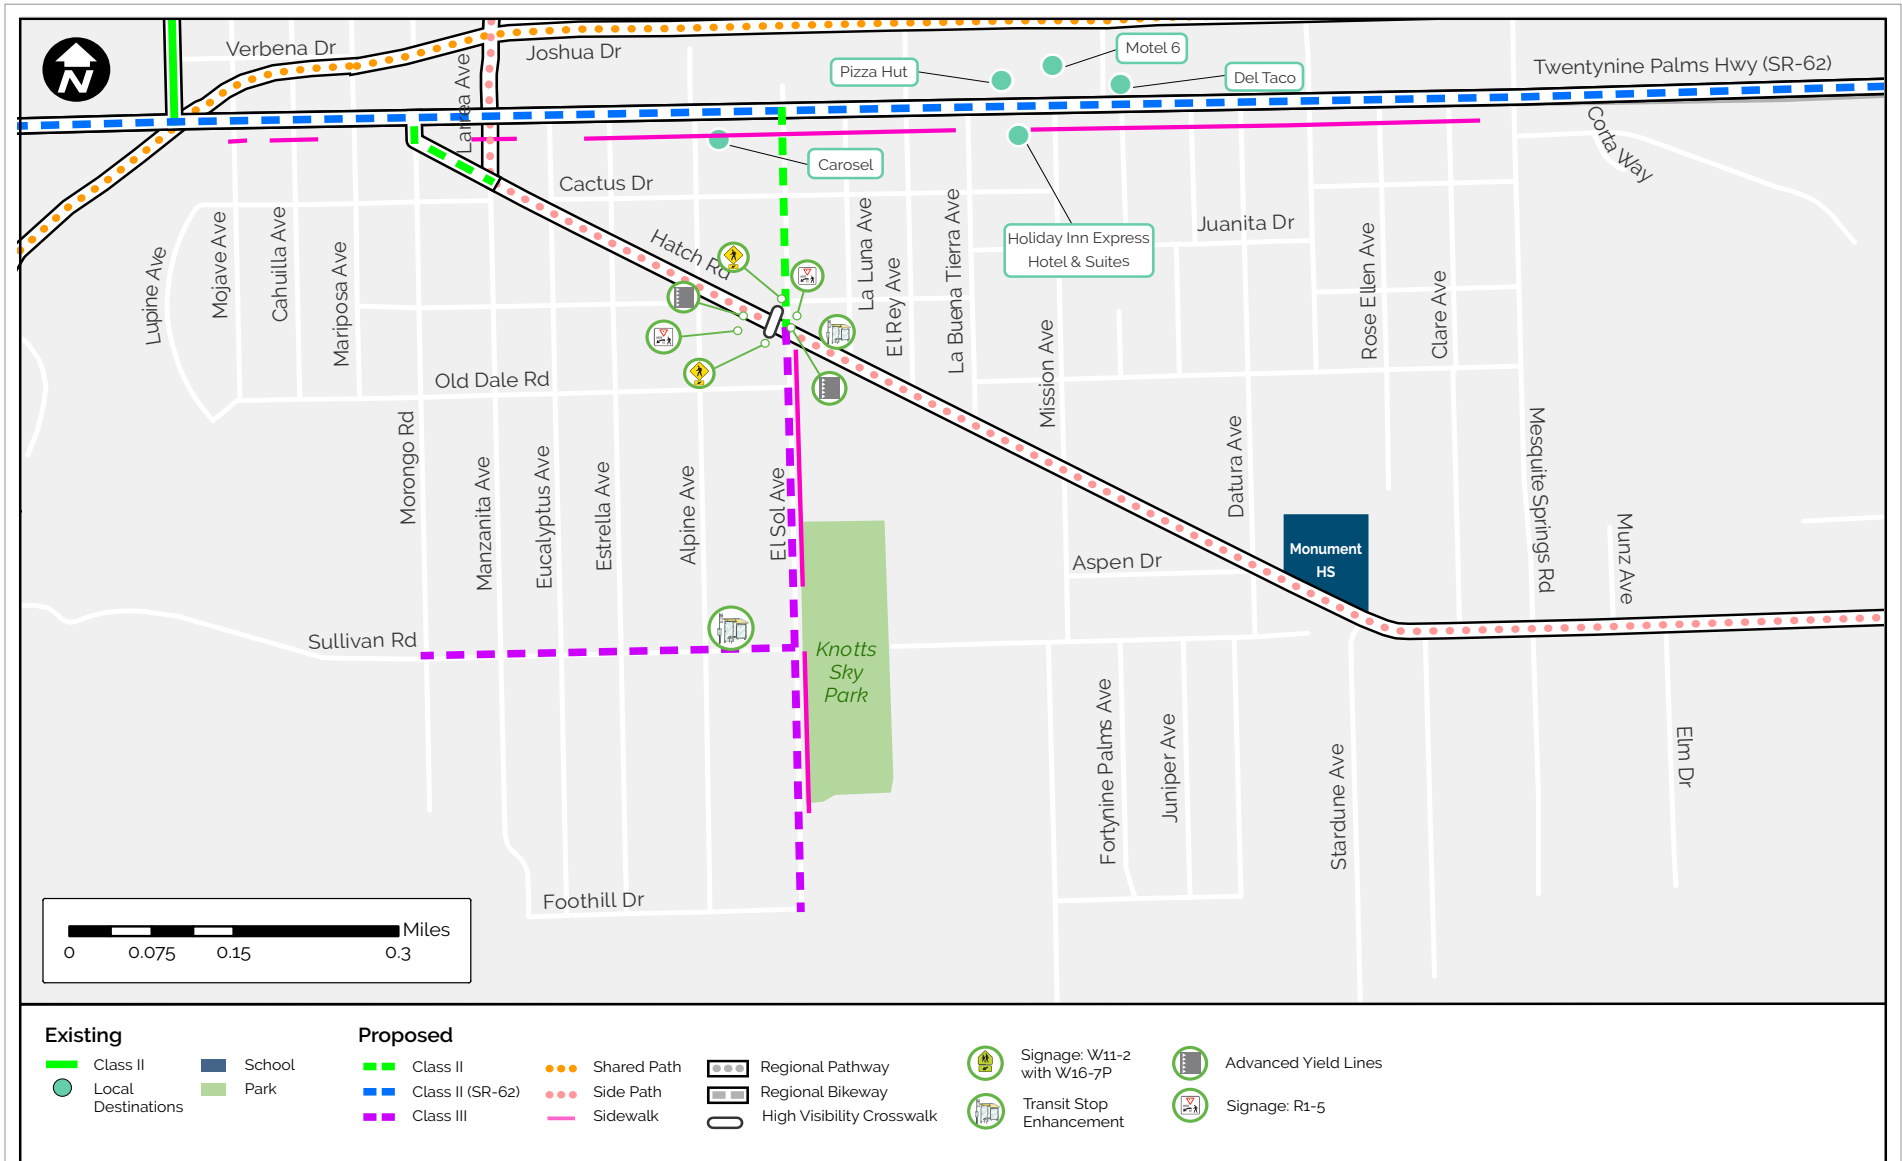 N
Verbena Dr
Larrea Ave
Joshua Dr
Pizza Hut
Motel 6
Del Taco
Twentynine Palms Hwy (SR-62)
Carosel
Cactus Dr
Corta Way
Lupine Ave
Mojave Ave
Cahuilla Ave
Mariposa Ave
Hatch Rd
La Luna Ave
El Rey Ave
La Buena Tierra Ave
Holiday Inn Express
Hotel & Suites
Juanita Dr
Mission Ave
Rose Ellen Ave
Clare Ave
Old Dale Rd
Morongo Rd
Manzanita Ave
Eucalyptus Ave
Estrella Ave
Alpine Ave
El Sol Ave
Datura Ave
Mesquite Springs Rd
Munz Ave
Aspen Dr
Monument
HS
Sullivan Rd
Knotts
Sky
Park
Fortynine Palms Ave
Juniper Ave
Stardune Ave
Elm Dr
Foothill Dr
Miles
0
0.075
0.15
0.3
Existing
Class II
Local
Destinations
School
Park
Proposed
Class II
Class II (SR-62)
Class III
Shared Path
Side Path
Sidewalk
Regional Pathway
Regional Bikeway
High Visibility Crosswalk
Signage: W11-2
with W16-7P
Transit Stop
Enhancement
Advanced Yield Lines
Signage: R1-5